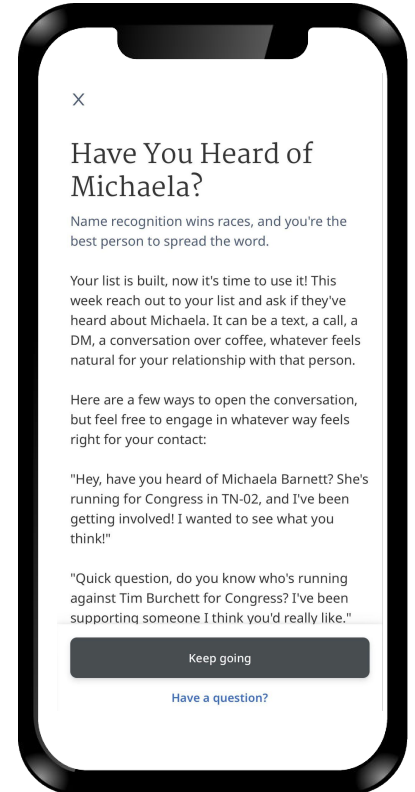 X
Have You Heard of
Michaela?
Name recognition wins races, and you're the
best person to spread the word.
Your list is built, now it's time to use it! This
week reach out to your list and ask if they've
heard about Michaela. It can be a text, a call, a
DM, a conversation over coffee, whatever feels
natural for your relationship with that person.
Here are a few ways to open the conversation,
but feel free to engage in whatever way feels
right for your contact:
"Hey, have you heard of Michaela Barnett? She's
running for Congress in TN-02, and I've been
getting involved! I wanted to see what you
think!"
"Quick question, do you know who's running
against Tim Burchett for Congress? I've been
supporting someone I think you'd really like."
Keep going
Have a question?